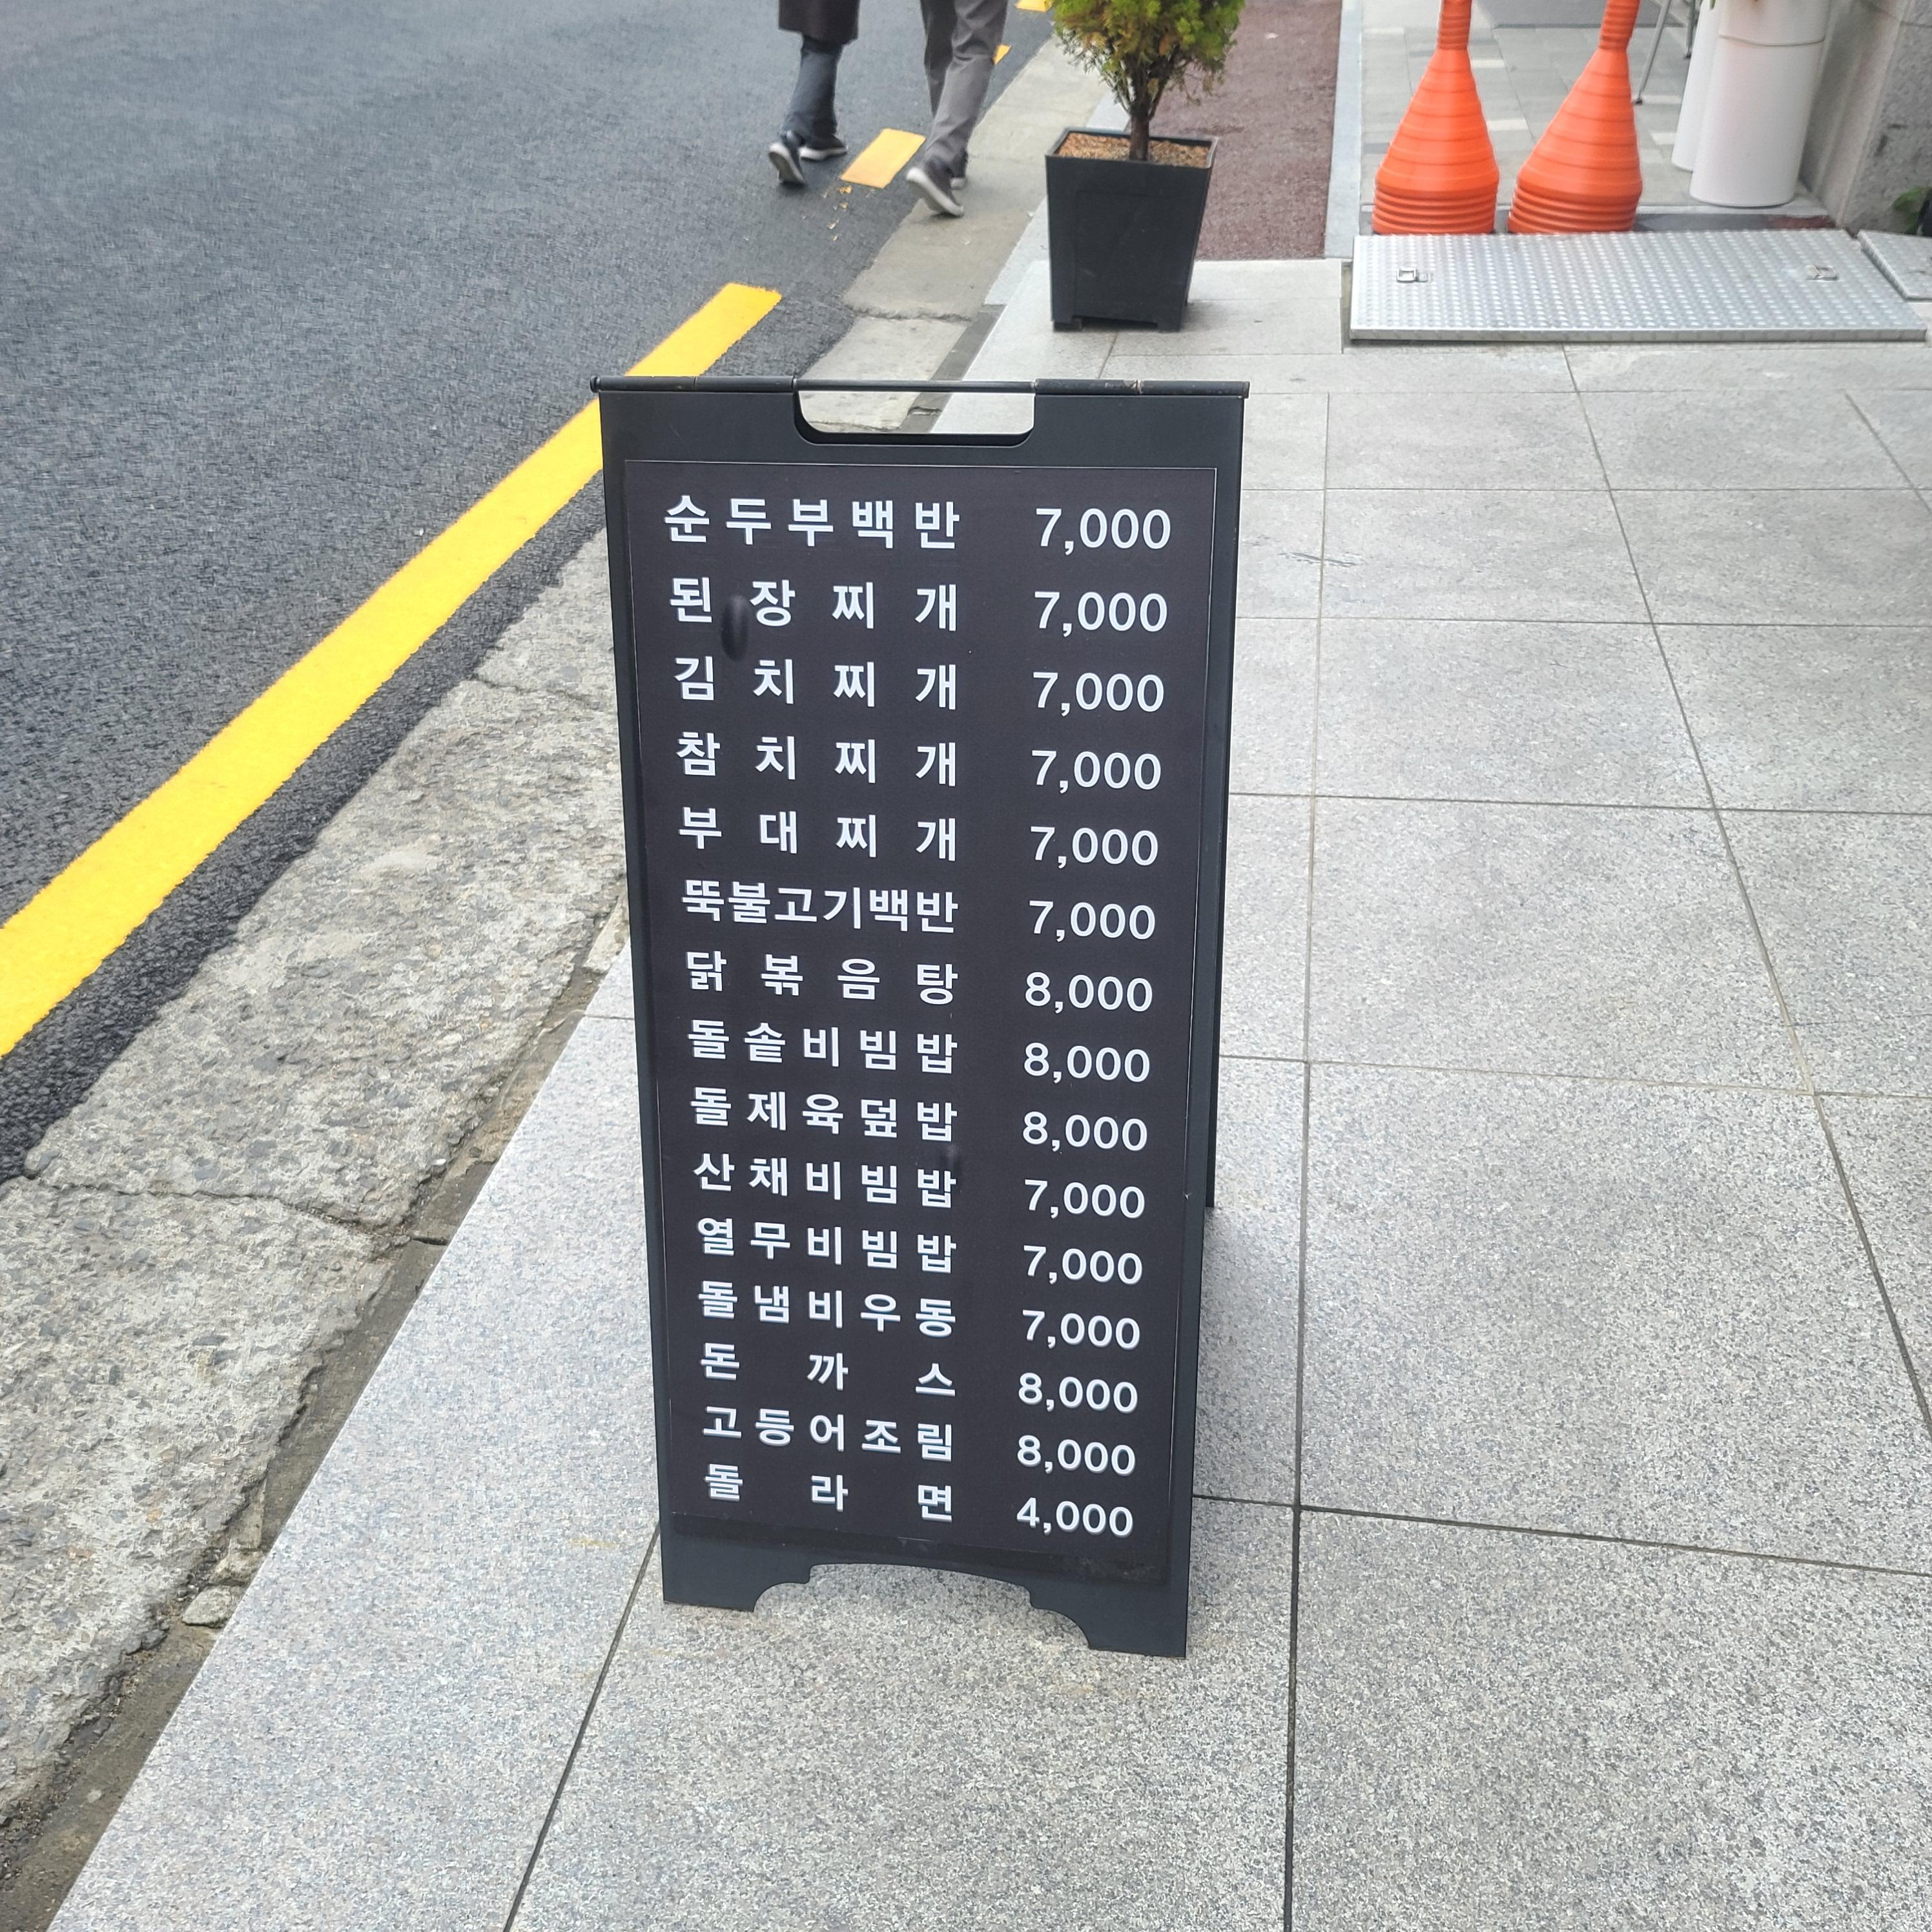 순두부백반 7,000
된장찌개 7,000
김치찌개 7,000
참치찌개 7,000
부대찌개 7,000
뚝불고기백반 7,000
닭볶음탕 8,000
돌솥비빔밥 8,000
돌제육덮밥 8,000
산채비빔밥 7,000
열무비빔밥 7,000
돌냄비우동 7,000
돈까스 8,000
고등어조림 8,000
돌라면 4,000